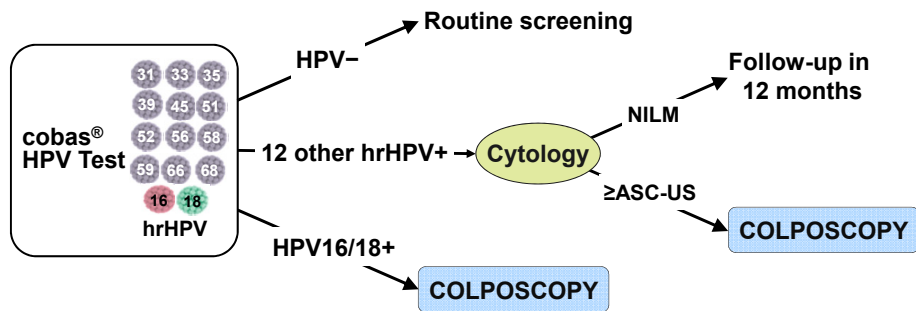 Routine screening
HPV−
31 33 35
39 45 51
52 56 58
59 66 68
16 18
hrHPV
cobas®
HPV Test
12 other hrHPV+
Cytology
NILM
Follow-up in
12 months
≥ASC-US
COLPOSCOPY
HPV16/18+
COLPOSCOPY